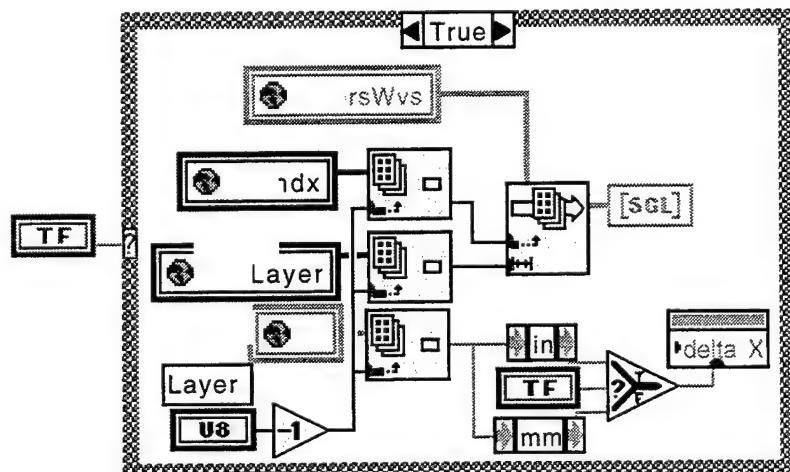 True
rsWvs
ndx
TF
?
[SGL]
Layer
in
delta X
Layer
TF
?
T
F
U8
-1
mm